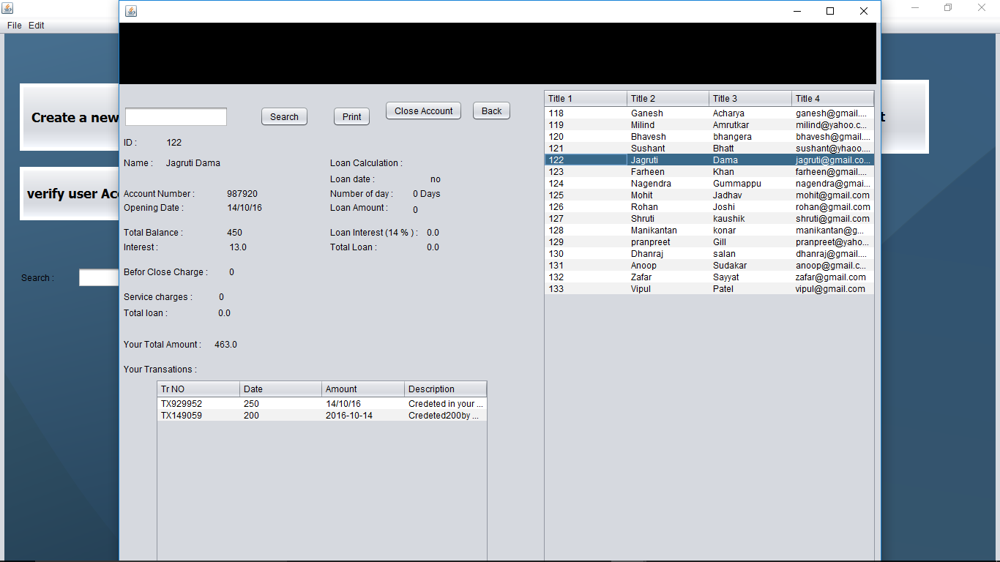 File Edit
Create a new
verify user Acc
Search :
t
Search Print Close Account Back
ID : 122
Name : Jagruti Dama Loan Calculation :
Loan date : no
Account Number : 987920 Number of day : 0 Days
Opening Date : 14/10/16 Loan Amount : 0
Total Balance : 450 Loan Interest (14 % ) : 0.0
Interest : 13.0 Total Loan : 0.0
Befor Close Charge : 0
Service charges : 0
Total loan : 0.0
Your Total Amount : 463.0
Your Transations :
Tr NO Date Amount Description
TX929952 250 14/10/16 Credeted in your ...
TX149059 200 2016-10-14 Credeted200by ...
Title 1 Title 2 Title 3 Title 4
118 Ganesh Acharya ganesh@gmail....
119 Milind Amrutkar milind@yahoo.c...
120 Bhavesh bhangera bhavesh@gmail....
121 Sushant Bhatt sushant@yhaoo....
122 Jagruti Dama jagruti@gmail.co...
123 Farheen Khan farheen@gmail....
124 Nagendra Gummappu nagendra@gmai...
125 Mohit Jadhav mohit@gmail.com
126 Rohan Joshi rohan@gmail.com
127 Shruti kaushik shruti@gmail.com
128 Manikantan konar manikantan@g...
129 pranpreet Gill pranpreet@yaho...
130 Dhanraj salan dhanraj@gmail....
131 Anoop Sudakar anoop@gmail.c...
132 Zafar Sayyat zafar@gmail.com
133 Vipul Patel vipul@gmail.com